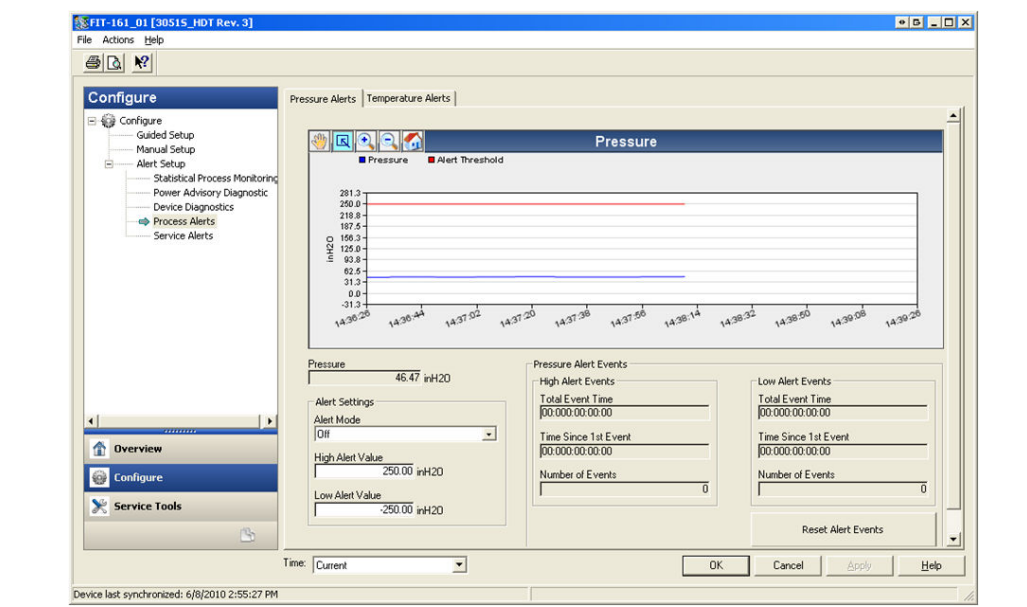 FIT-161_01 [3051S_HDT Rev. 3]
File Actions Help
Configure
Configure
Guided Setup
Manual Setup
Alert Setup
Statistical Process Monitoring
Power Advisory Diagnostic
Device Diagnostics
Process Alerts
Service Alerts
Overview
Configure
Service Tools
Pressure Alerts Temperature Alerts
Pressure
Pressure Alert Threshold
inH2O
281.3
250.0
218.8
187.5
156.3
125.0
93.8
62.5
31.3
0.0
-31.3
14:36:26 14:36:44 14:37:02 14:37:20 14:37:38 14:37:56 14:38:14 14:38:32 14:38:50 14:39:08 14:39:26
Pressure
46.47 inH2O
Alert Settings
Alert Mode
Off
High Alert Value
250.00 inH2O
Low Alert Value
-250.00 inH2O
Pressure Alert Events
High Alert Events
Total Event Time
00:000:00:00:00
Time Since 1st Event
00:000:00:00:00
Number of Events
0
Low Alert Events
Total Event Time
00:000:00:00:00
Time Since 1st Event
00:000:00:00:00
Number of Events
0
Reset Alert Events
Time: Current
OK Cancel Apply Help
Device last synchronized: 6/8/2010 2:55:27 PM